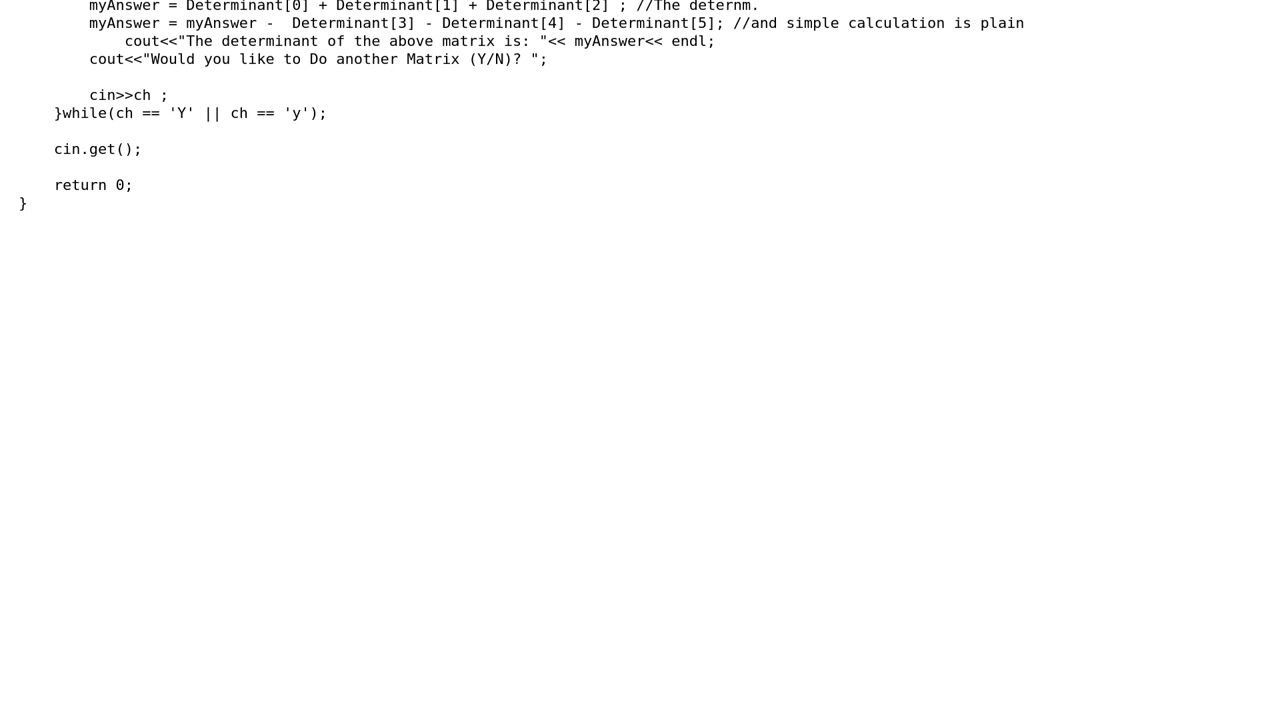 myAnswer = Determinant[0] + Determinant[1] + Determinant[2] ; //The deternm.
myAnswer = myAnswer -  Determinant[3] - Determinant[4] - Determinant[5]; //and simple calculation is plain
cout<<"The determinant of the above matrix is: "<< myAnswer<< endl;
cout<<"Would you like to Do another Matrix (Y/N)? ";
cin>>ch ;
}while(ch == 'Y' || ch == 'y');
cin.get();
return 0;
}